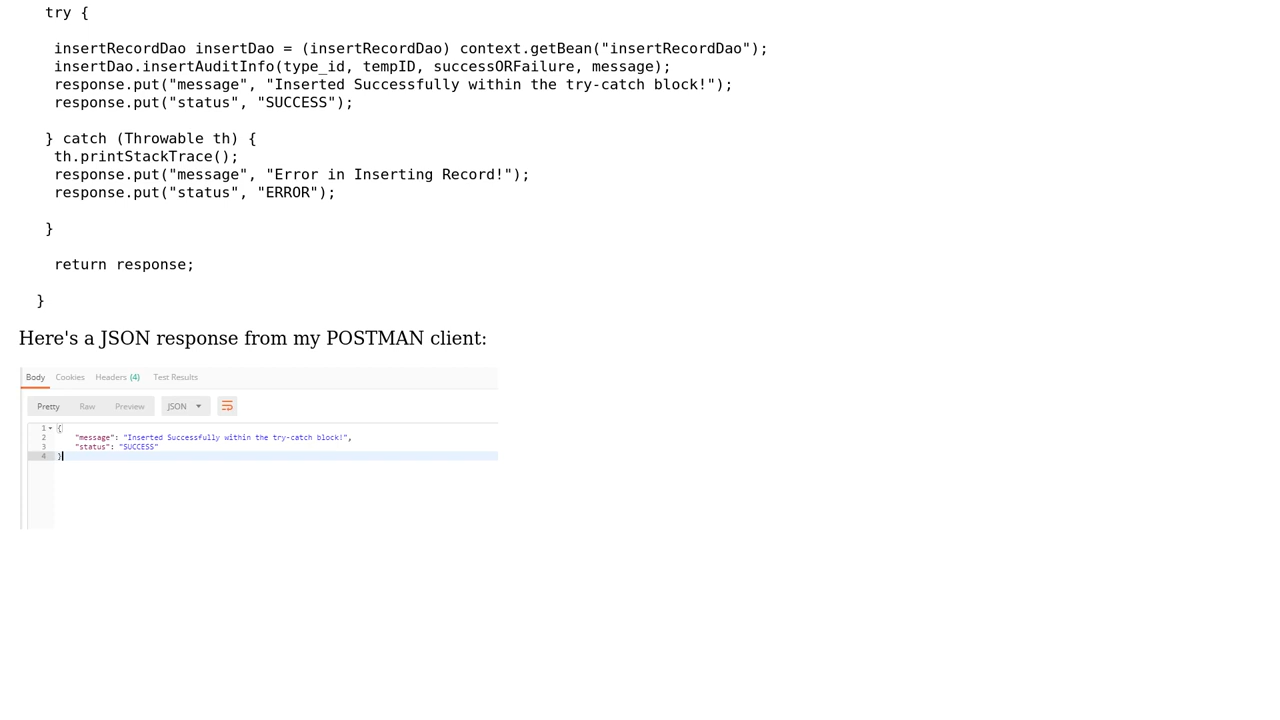 try {
insertRecordDao insertDao = (insertRecordDao) context.getBean("insertRecordDao");
insertDao.insertAuditInfo(type_id, tempID, successORFailure, message);
response.put("message", "Inserted Successfully within the try-catch block!");
response.put("status", "SUCCESS");
} catch (Throwable th) {
th.printStackTrace();
response.put("message", "Error in Inserting Record!");
response.put("status", "ERROR");
}
return response;
}
Here's a JSON response from my POSTMAN client:
Body Cookies Headers (4) Test Results
Pretty Raw Preview JSON
1 {
2 "message": "Inserted Successfully within the try-catch block!",
3 "status": "SUCCESS"
4 }